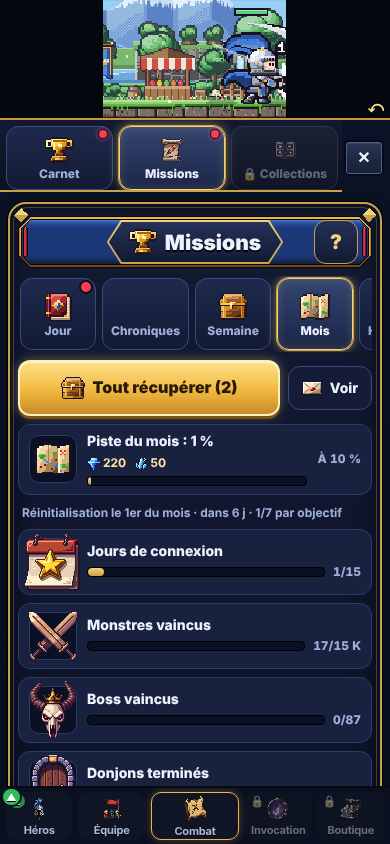 Carnet
Missions
Collections
Missions
?
Jour
Chroniques
Semaine
Mois
Tout récupérer (2)
Voir
Piste du mois : 1 %
220
50
À 10 %
Réinitialisation le 1er du mois · dans 6 j · 1/7 par objectif
Jours de connexion
1/15
Monstres vaincus
17/15 K
Boss vaincus
0/87
Donjons terminés
Héros
Équipe
Combat
Invocation
Boutique